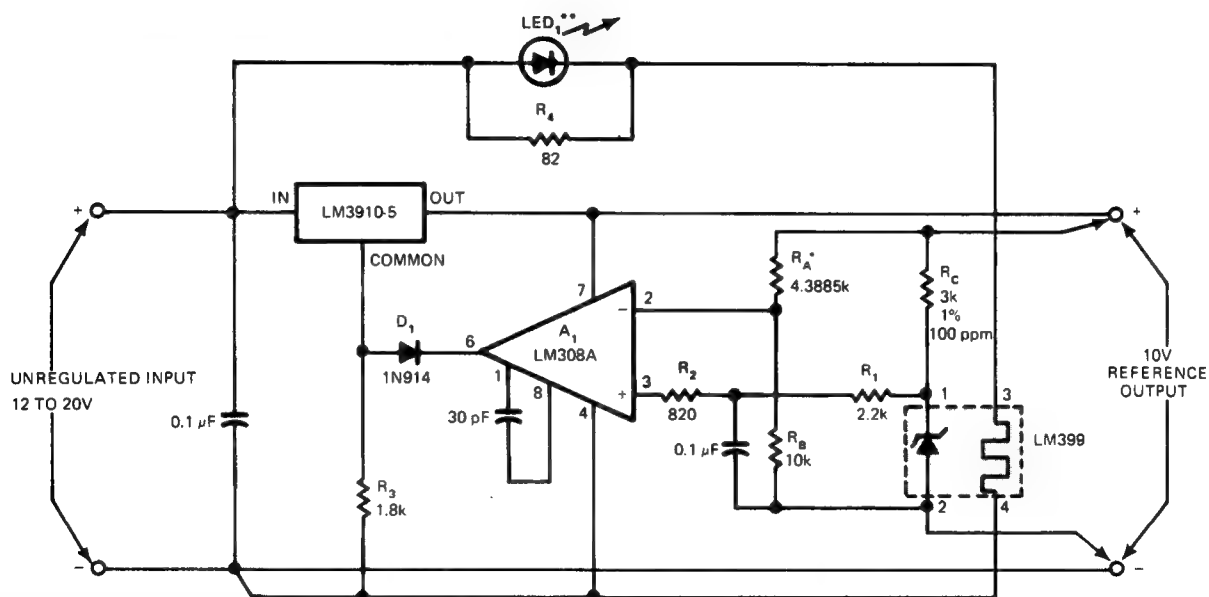 LED1**
R4
82
IN
LM3910-5
OUT
COMMON
+
UNREGULATED INPUT
12 TO 20V
-
0.1 µF
D1
1N914
R3
1.8k
7
6
A1
LM308A
2
-
3
+
1
8
4
30 pF
R2
820
0.1 µF
RA*
4.3885k
RB
10k
R1
2.2k
RC
3k
1%
100 ppm
1
3
LM399
2
4
+
10V
REFERENCE
OUTPUT
-